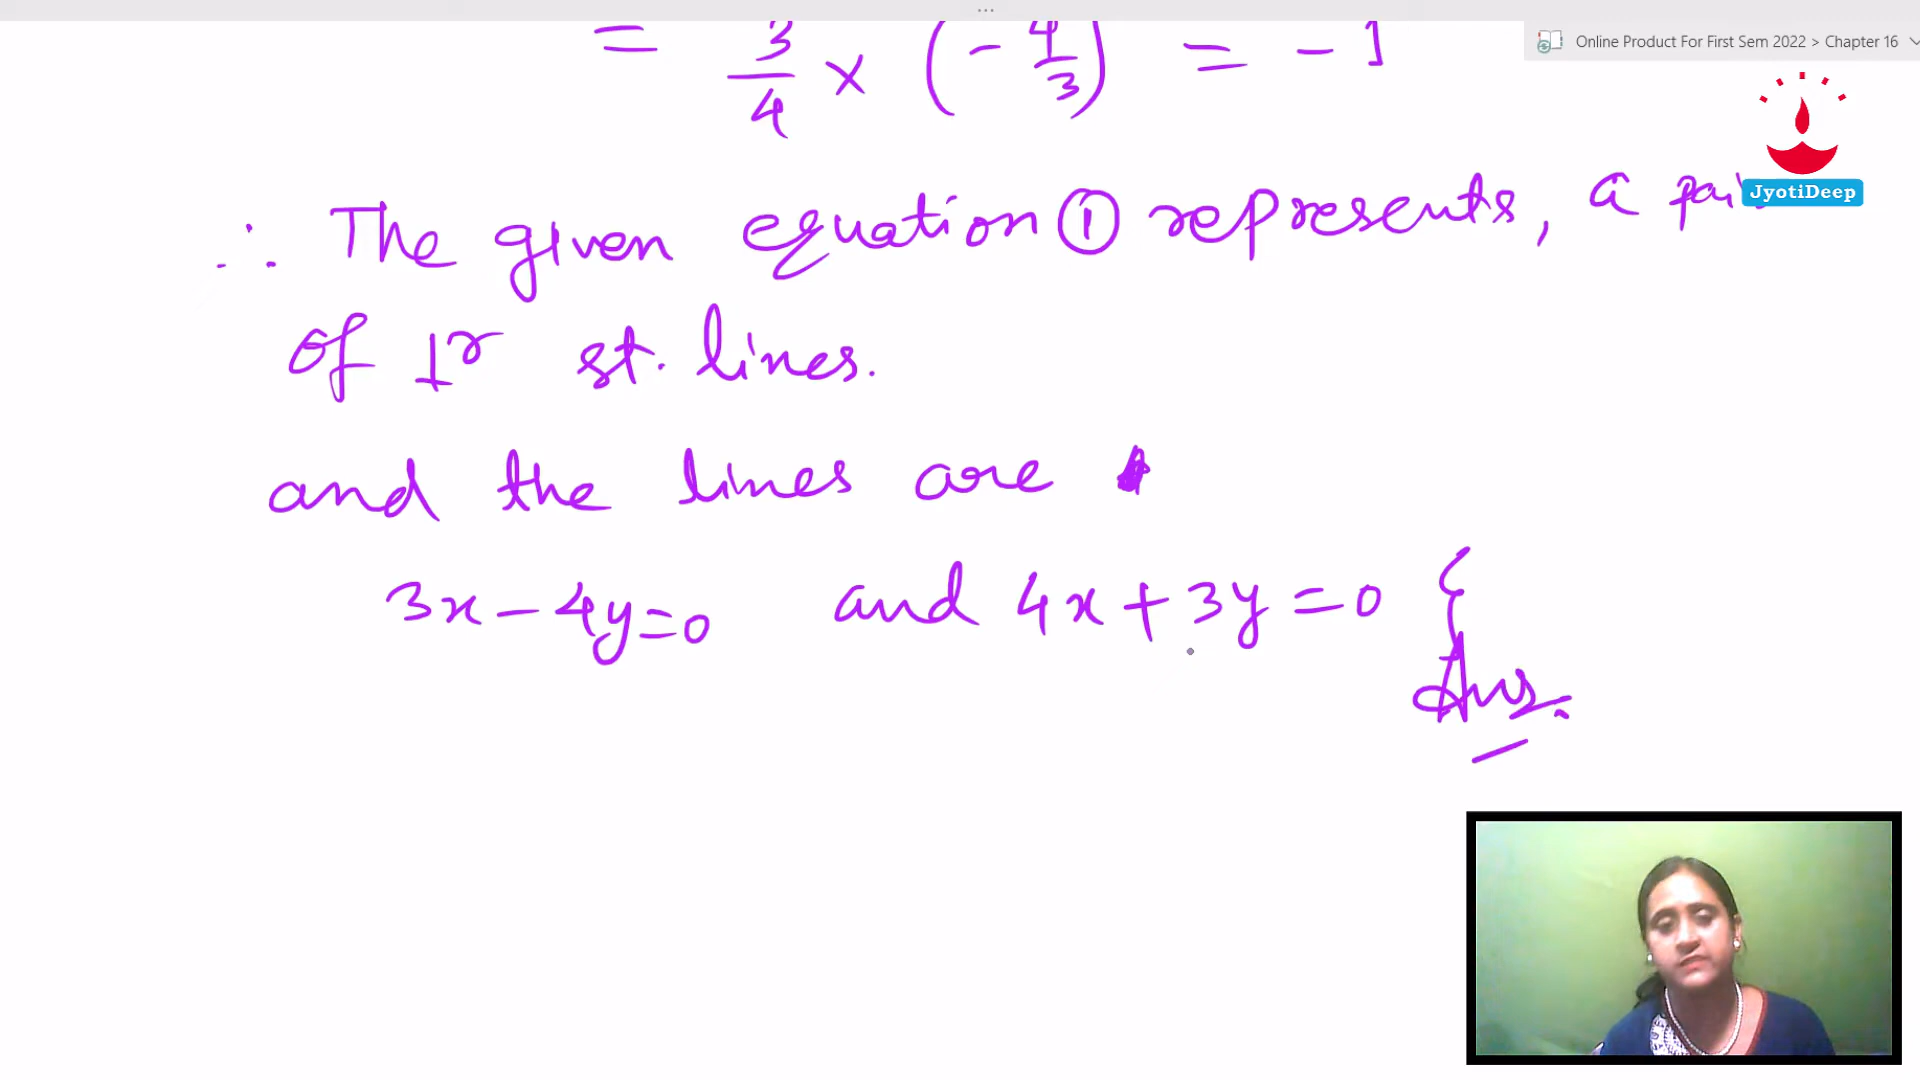 Online Product For First Sem 2022 > Chapter 16
= 3/4 × (-4/3) = -1
JyotiDeep
∴ The given equation ① represents, a pai
of ⊥r st. lines.
and the lines are
3x - 4y = 0 and 4x + 3y = 0 {
Ans.